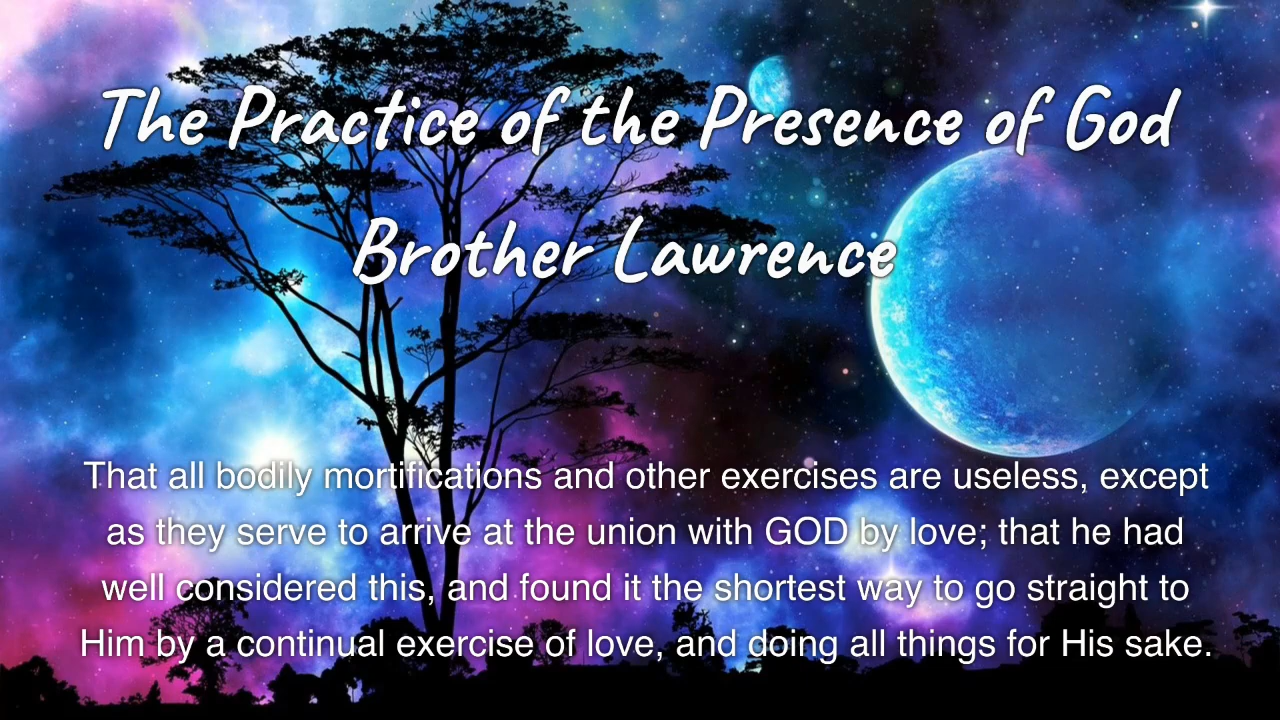 The Practice of the Presence of God
Brother Lawrence
That all bodily mortifications and other exercises are useless, except
as they serve to arrive at the union with GOD by love; that he had
well considered this, and found it the shortest way to go straight to
Him by a continual exercise of love, and doing all things for His sake.